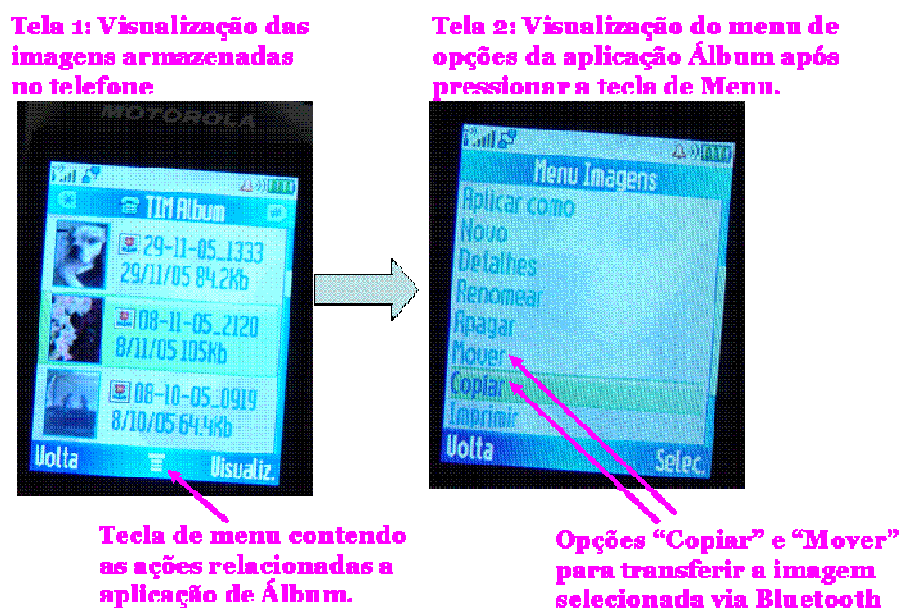 Tela 1: Visualização das
imagens armazenadas
no telefone
Tela 2: Visualização do menu de
opções da aplicação Álbum após
pressionar a tecla de Menu.
MOTOROLA
TIM Album
29-11-05_1333
29/11/05 84.2Kb
08-11-05_2120
8/11/05 105Kb
08-10-05_0919
8/10/05 64.4Kb
Volta
Visualiz.
Menu Imagens
Aplicar como
Novo
Detalhes
Renomear
Apagar
Mover
Copiar
Imprimir
Volta
Selec.
Tecla de menu contendo
as ações relacionadas a
aplicação de Álbum.
Opções “Copiar” e “Mover”
para transferir a imagem
selecionada via Bluetooth